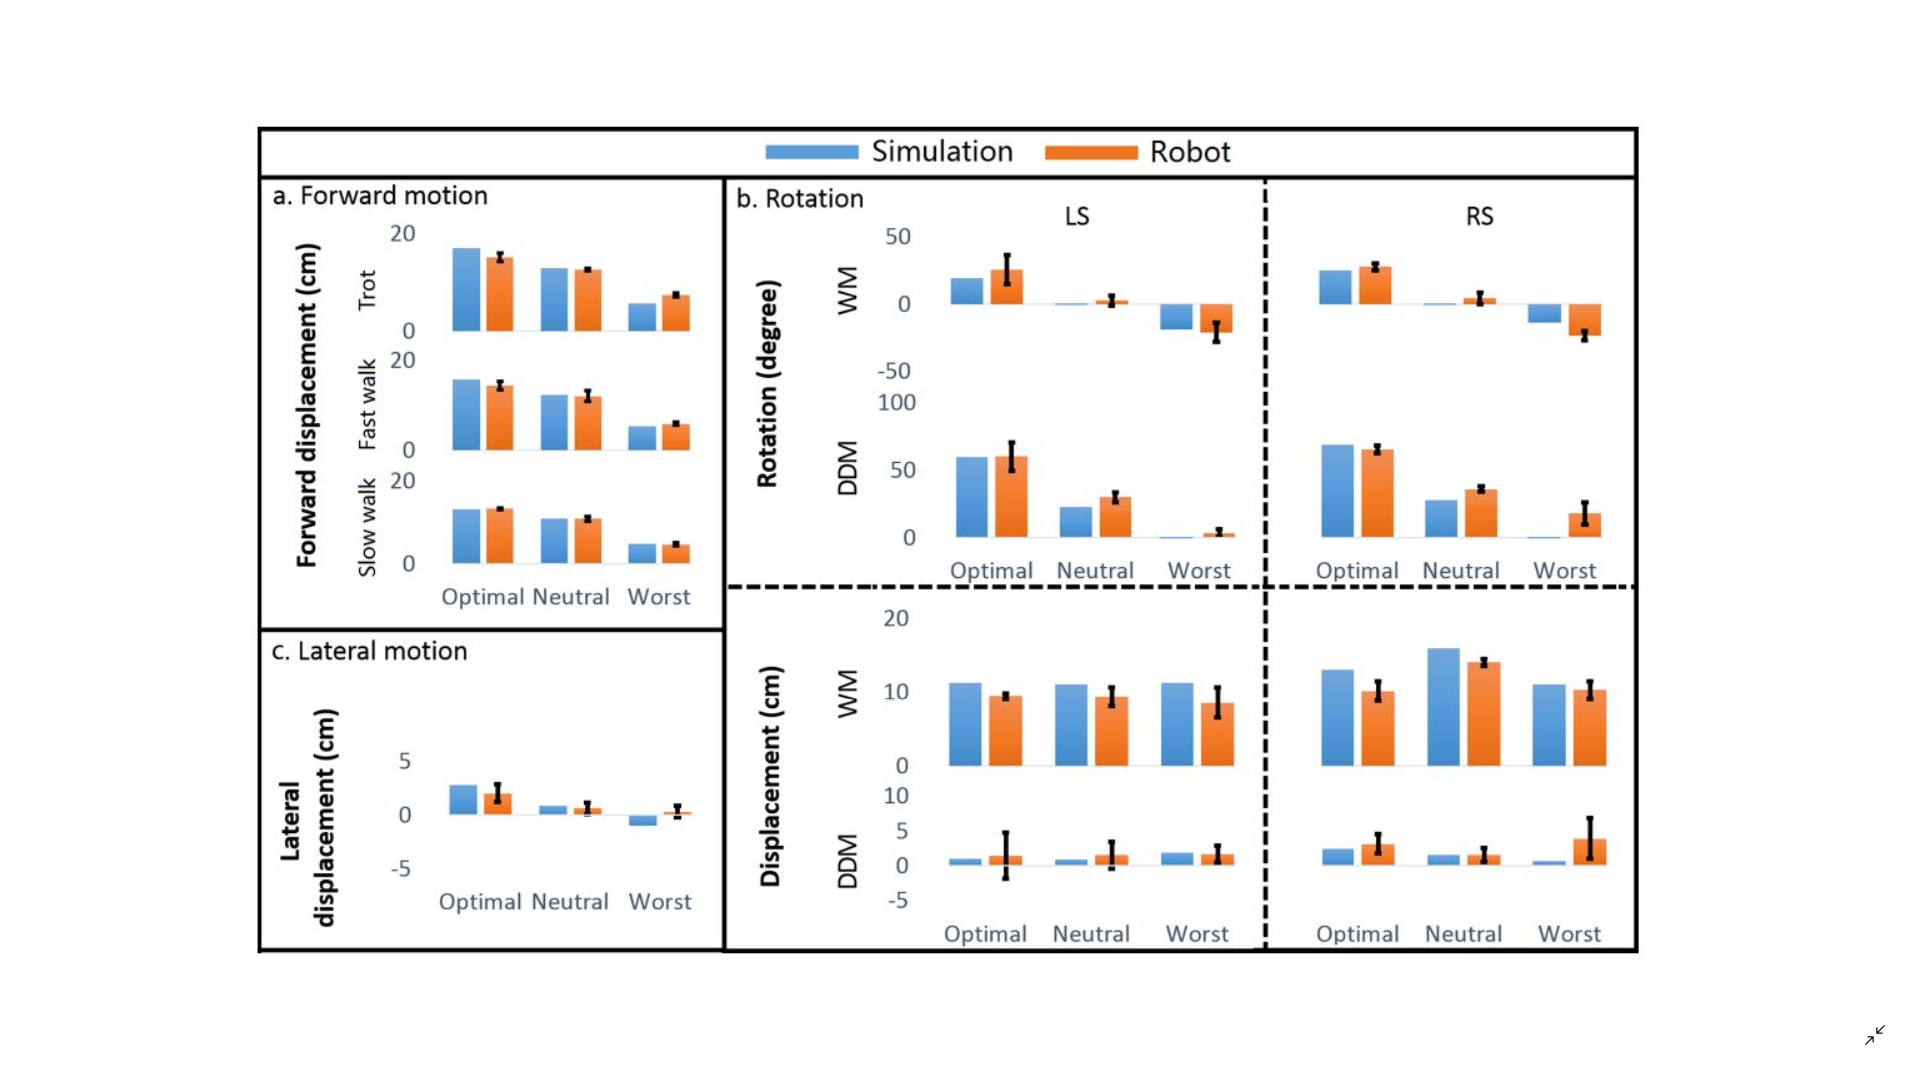 Simulation Robot
a. Forward motion
Forward displacement (cm)
Trot
20
0
Fast walk
20
0
Slow walk
20
0
Optimal Neutral Worst
b. Rotation
LS
RS
Rotation (degree)
WM
50
0
-50
DDM
100
50
0
Optimal Neutral Worst
Optimal Neutral Worst
Displacement (cm)
WM
20
10
0
DDM
10
5
0
-5
Optimal Neutral Worst
Optimal Neutral Worst
c. Lateral motion
Lateral
displacement (cm)
5
0
-5
Optimal Neutral Worst